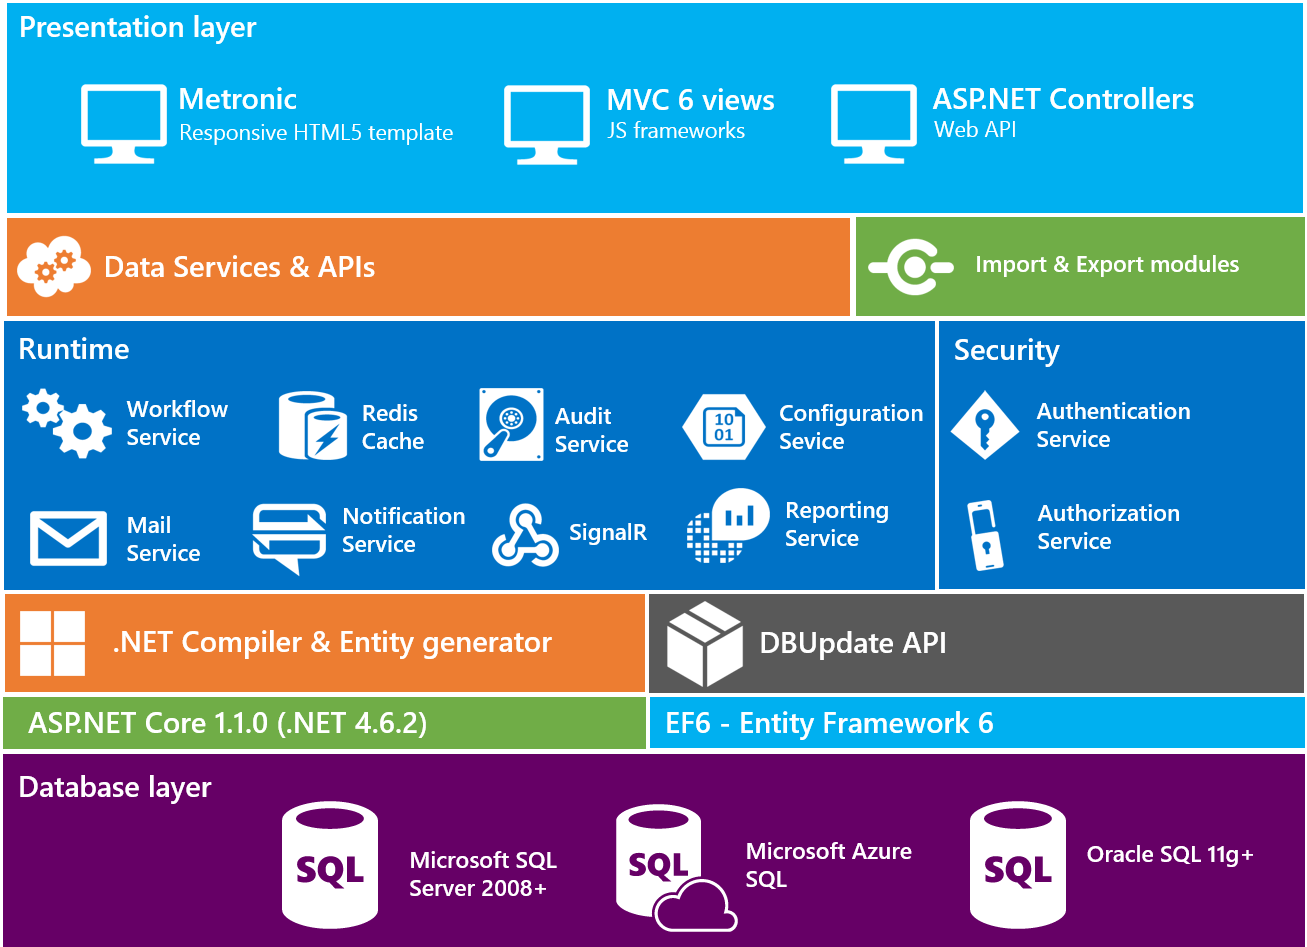 Presentation layer
Metronic
Responsive HTML5 template
MVC 6 views
JS frameworks
ASP.NET Controllers
Web API
Data Services & APIs
Import & Export modules
Runtime
Workflow
Service
Redis
Cache
Audit
Service
10
01
Configuration
Sevice
Mail
Service
Notification
Service
SignalR
Reporting
Service
Security
Authentication
Service
Authorization
Service
.NET Compiler & Entity generator
DBUpdate API
ASP.NET Core 1.1.0 (.NET 4.6.2)
EF6 - Entity Framework 6
Database layer
SQL
Microsoft SQL
Server 2008+
SQL
Microsoft Azure
SQL
SQL
Oracle SQL 11g+